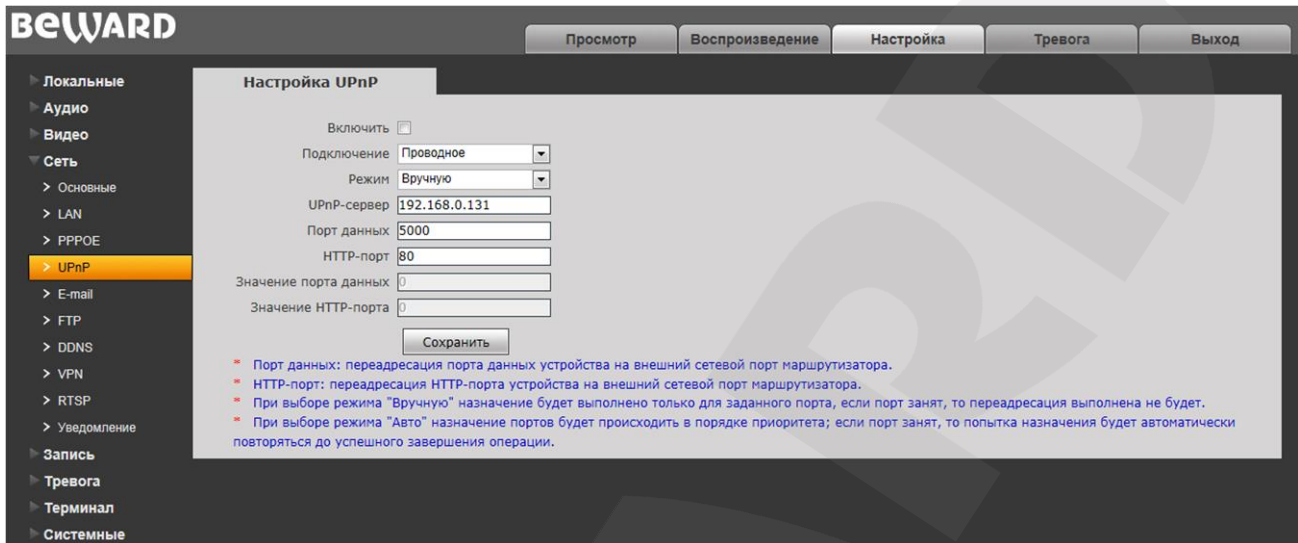 BEWARD
Просмотр
Воспроизведение
Настройка
Тревога
Выход
Локальные
Аудио
Видео
Сеть
Основные
LAN
PPPOE
UPnP
E-mail
FTP
DDNS
VPN
RTSP
Уведомление
Запись
Тревога
Терминал
Системные
Настройка UPnP
Включить
Подключение Проводное
Режим Вручную
UPnP-сервер 192.168.0.131
Порт данных 5000
HTTP-порт 80
Значение порта данных 0
Значение HTTP-порта 0
Сохранить
* Порт данных: переадресация порта данных устройства на внешний сетевой порт маршрутизатора.
* HTTP-порт: переадресация HTTP-порта устройства на внешний сетевой порт маршрутизатора.
* При выборе режима "Вручную" назначение будет выполнено только для заданного порта, если порт занят, то переадресация выполнена не будет.
* При выборе режима "Авто" назначение портов будет происходить в порядке приоритета; если порт занят, то попытка назначения будет автоматически
повторяться до успешного завершения операции.